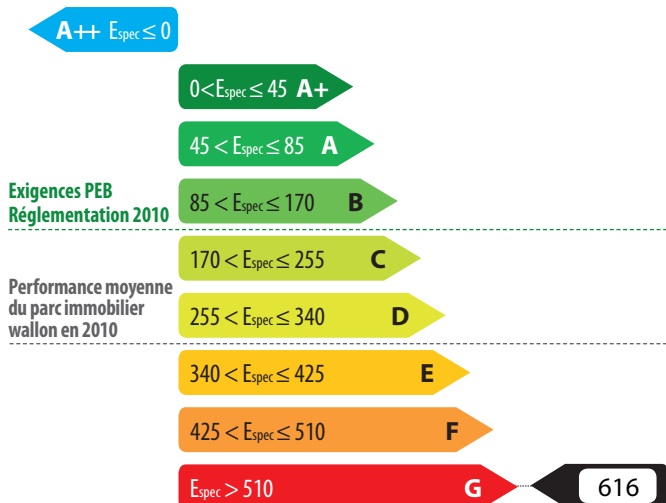 A++ Espec ≤ 0
0 < Espec ≤ 45 A+
45 < Espec ≤ 85 A
Exigences PEB
Réglementation 2010
85 < Espec ≤ 170 B
170 < Espec ≤ 255 C
Performance moyenne
du parc immobilier
wallon en 2010
255 < Espec ≤ 340 D
340 < Espec ≤ 425 E
425 < Espec ≤ 510 F
Espec > 510 G 616